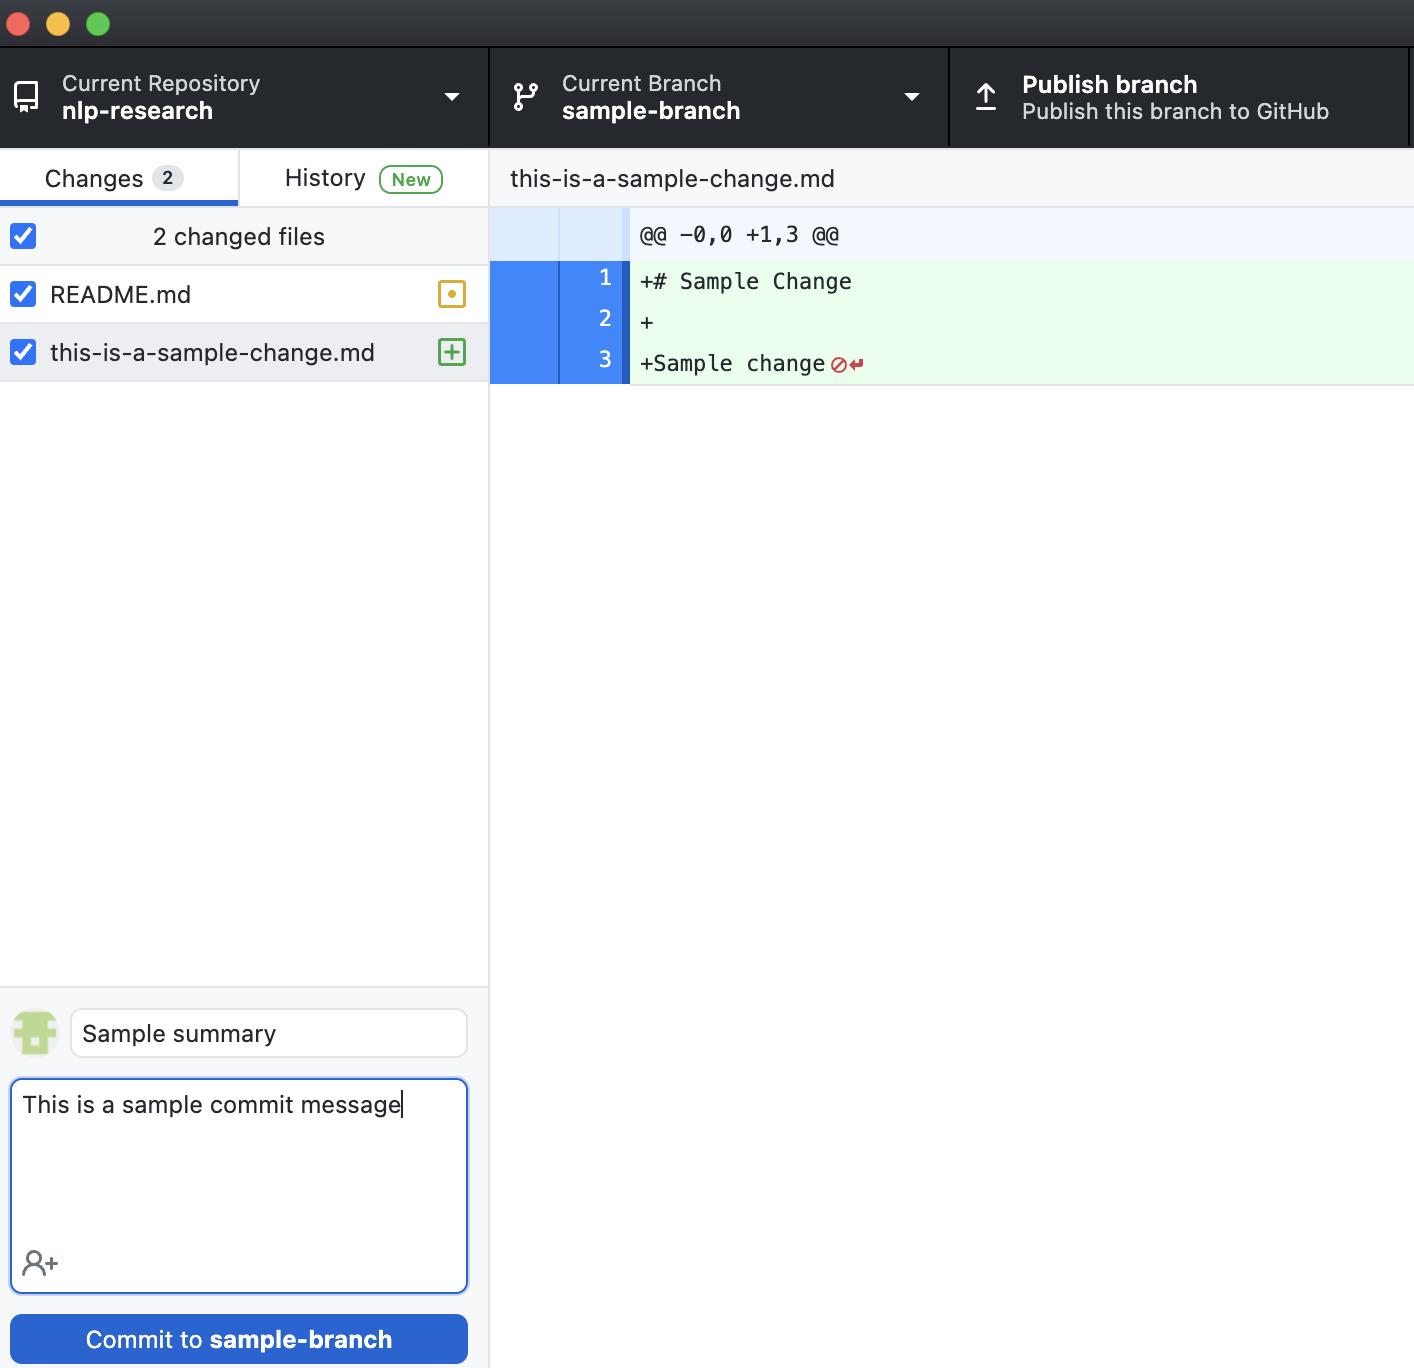 Current Repository
nlp-research
Current Branch
sample-branch
Publish branch
Publish this branch to GitHub
Changes 2
History New
this-is-a-sample-change.md
2 changed files
README.md
this-is-a-sample-change.md
@@ -0,0 +1,3 @@
1 +# Sample Change
2 +
3 +Sample change
Sample summary
This is a sample commit message
Commit to sample-branch